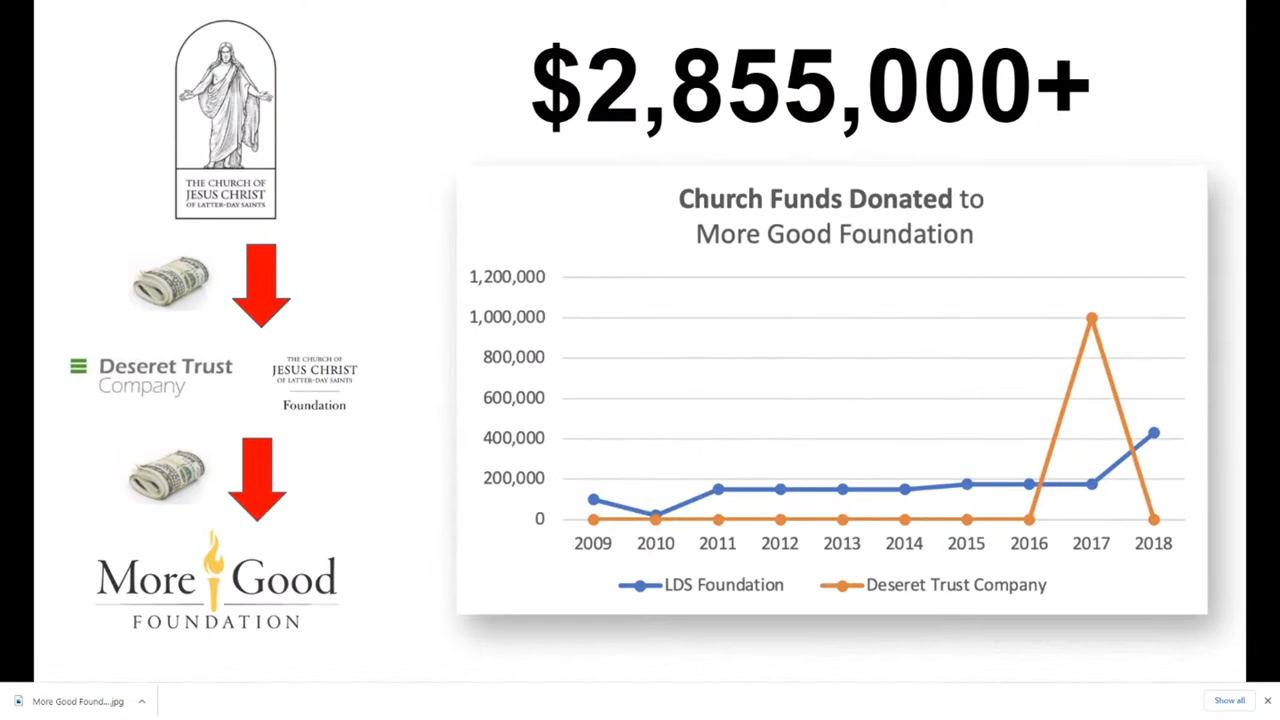 THE CHURCH OF
JESUS CHRIST
OF LATTER-DAY SAINTS
$2,855,000+
Deseret Trust
Company
THE CHURCH OF
JESUS CHRIST
OF LATTER-DAY SAINTS
Foundation
More Good
FOUNDATION
Church Funds Donated to
More Good Foundation
1,200,000
1,000,000
800,000
600,000
400,000
200,000
0
2009 2010 2011 2012 2013 2014 2015 2016 2017 2018
LDS Foundation Deseret Trust Company
More Good Found....jpg
Show all